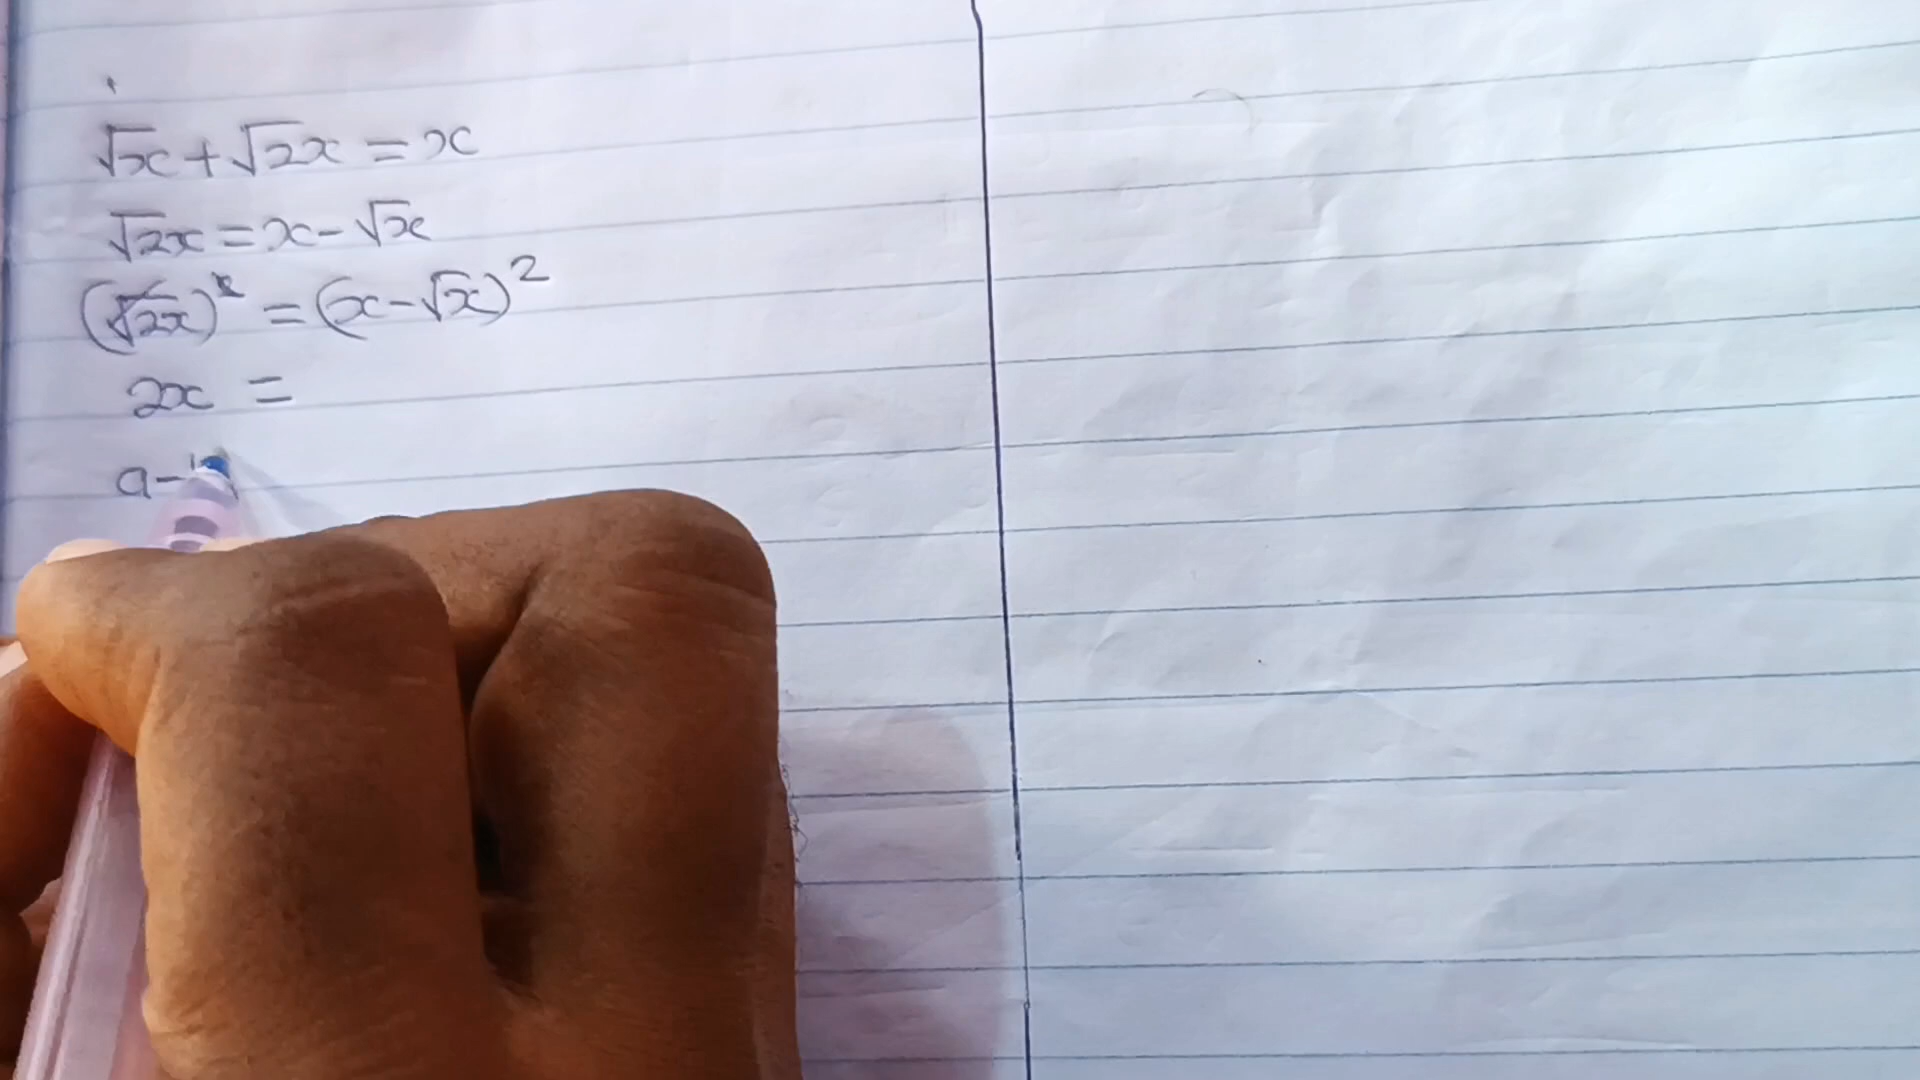 √x + √2x = x
√2x = x - √x
(√2x)² = (x - √x)²
2x =
a -